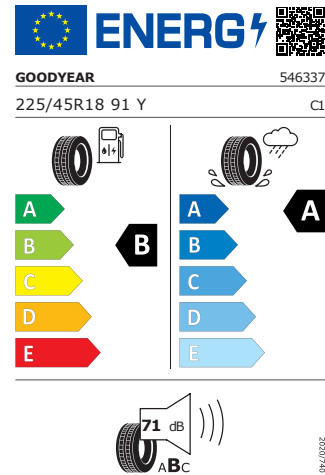 ENERG
GOODYEAR 546337
225/45R18 91 Y C1
A A A
B B B
C C
D D
E E
71 dB
ABC
2020/740